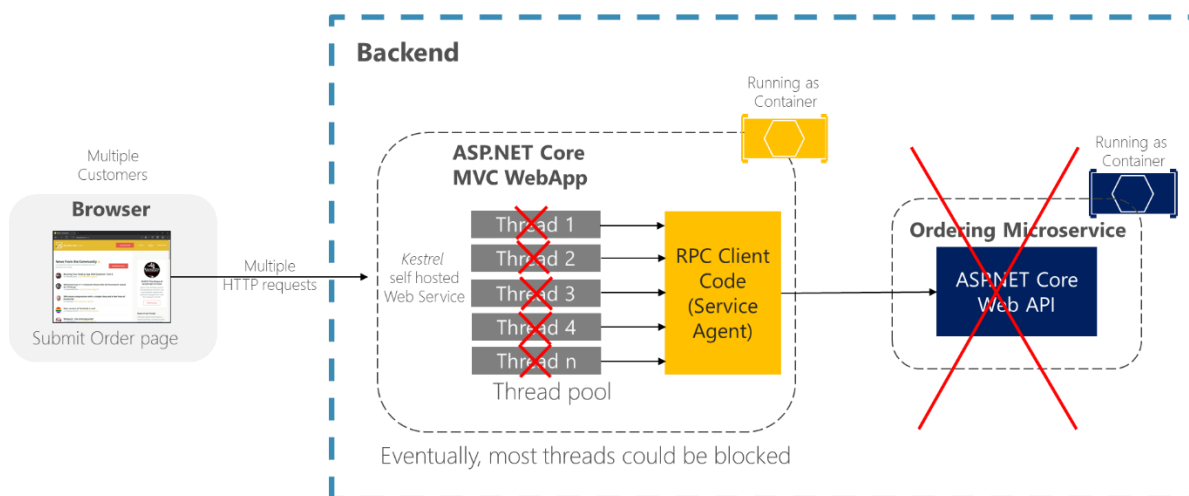 Backend
Running as
Container
Multiple
Customers
Browser
Submit Order page
Multiple
HTTP requests
ASP.NET Core
MVC WebApp
Kestrel
self hosted
Web Service
Thread 1
Thread 2
Thread 3
Thread 4
Thread n
Thread pool
RPC Client
Code
(Service
Agent)
Eventually, most threads could be blocked
Running as
Container
Ordering Microservice
ASP.NET Core
Web API